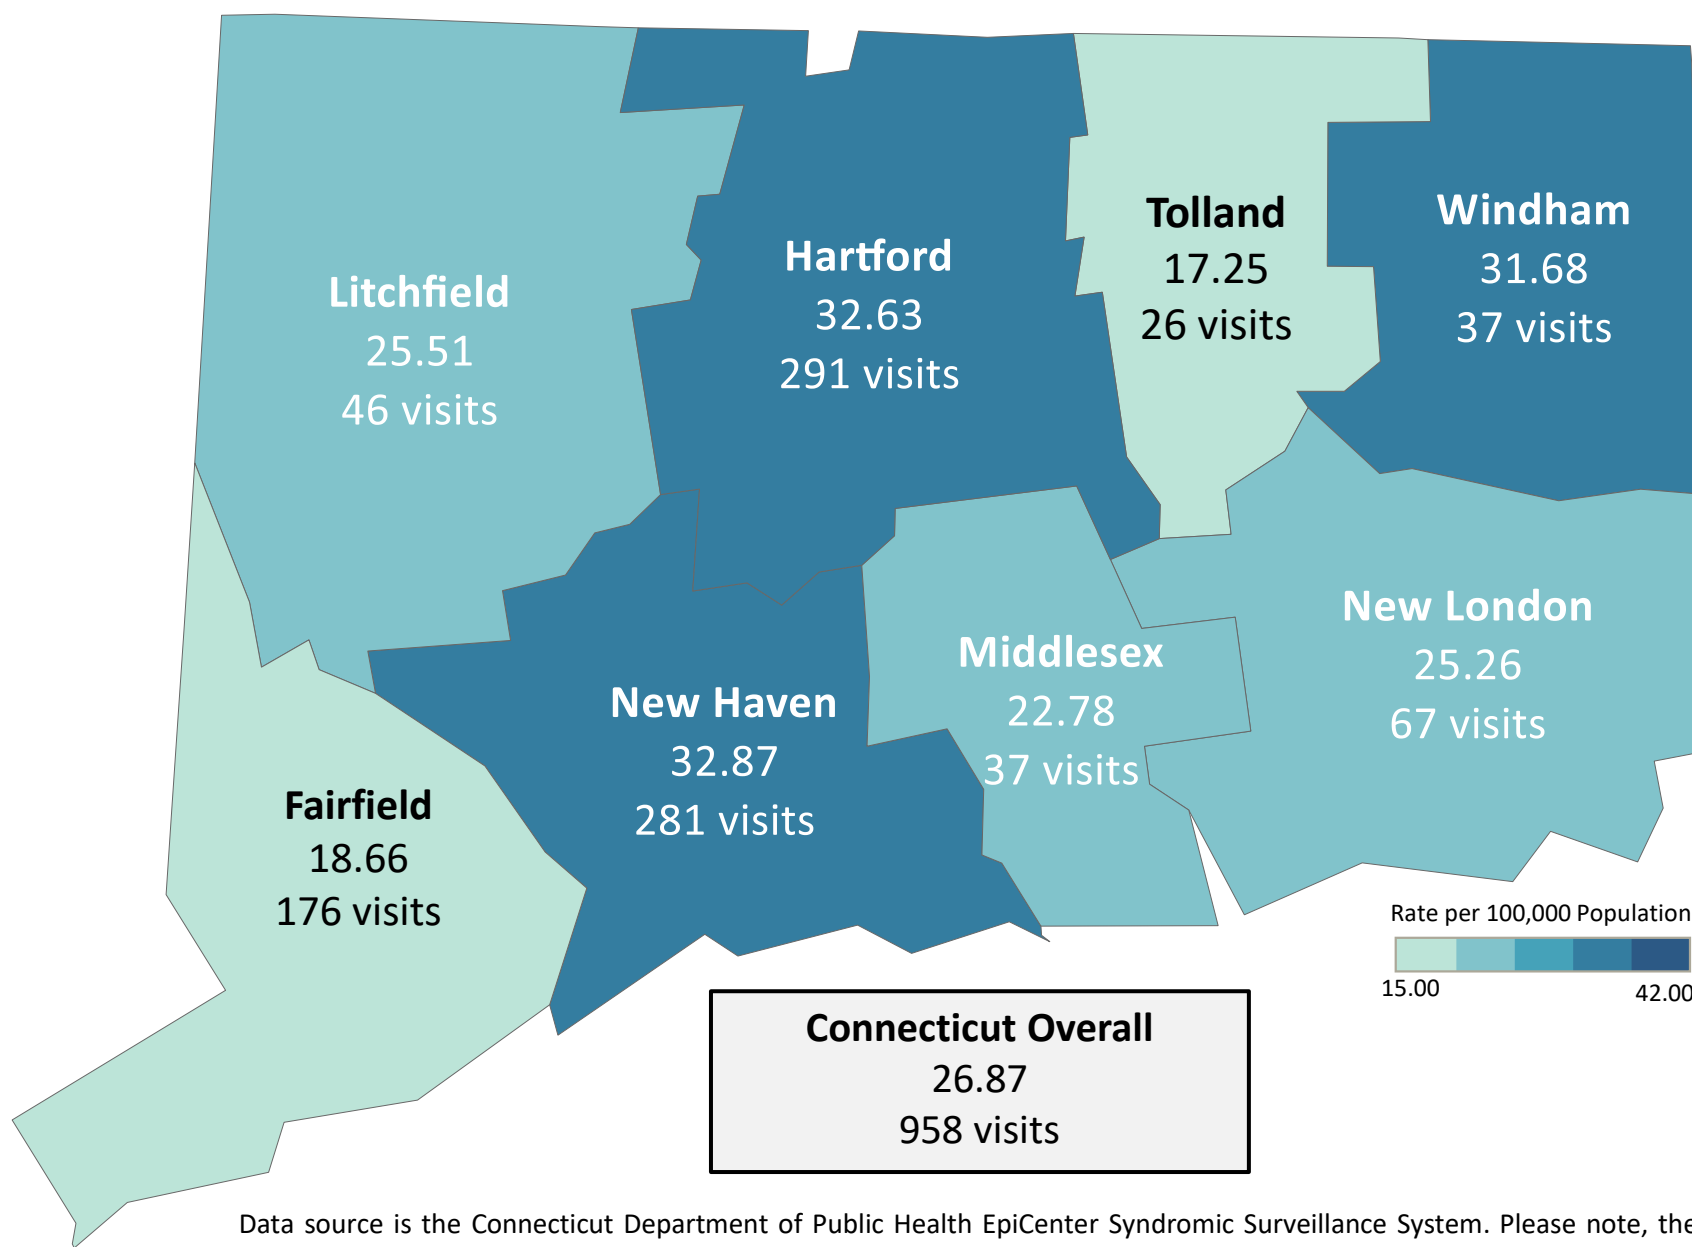 Tolland
17.25
26 visits
Windham
31.68
37 visits
Hartford
32.63
291 visits
Litchfield
25.51
46 visits
New London
25.26
67 visits
Middlesex
22.78
37 visits
New Haven
32.87
281 visits
Fairfield
18.66
176 visits
Rate per 100,000 Population
15.00
42.00
Connecticut Overall
26.87
958 visits
Data source is the Connecticut Department of Public Health EpiCenter Syndromic Surveillance System. Please note, the